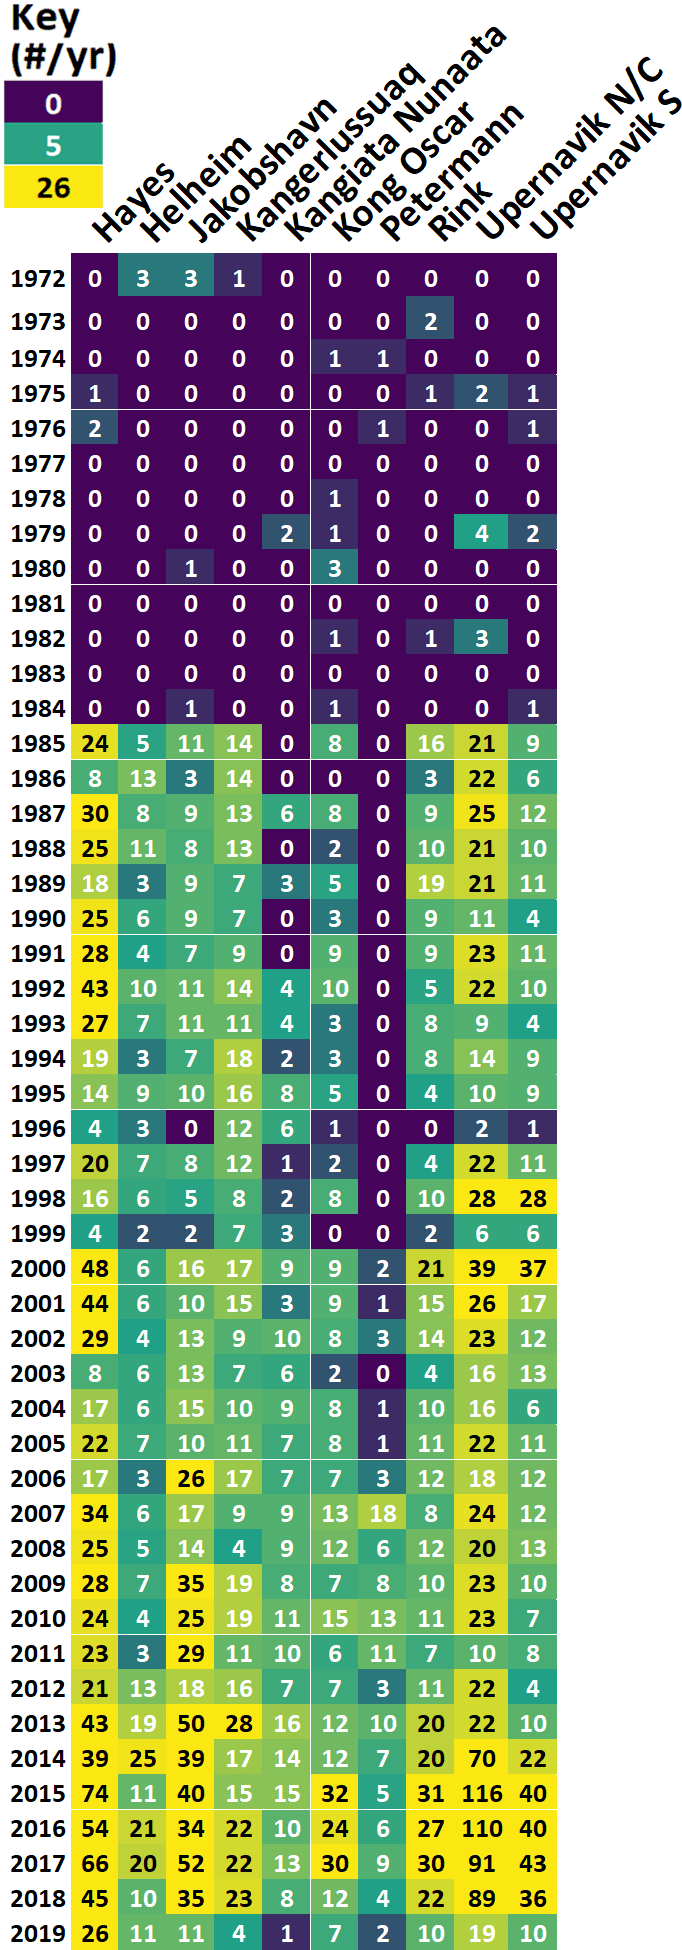 Key
(#/yr)
0
5
26
Hayes
Helheim
Jakobshavn
Kangerlussuaq
Kangiata Nunaata
Kong Oscar
Petermann
Rink
Upernavik N/C
Upernavik S
1972 0 3 3 1 0 0 0 0 0 0
1973 0 0 0 0 0 0 0 2 0 0
1974 0 0 0 0 0 1 1 0 0 0
1975 1 0 0 0 0 0 0 1 2 1
1976 2 0 0 0 0 0 1 0 0 1
1977 0 0 0 0 0 0 0 0 0 0
1978 0 0 0 0 0 1 0 0 0 0
1979 0 0 0 0 2 1 0 0 4 2
1980 0 0 1 0 0 3 0 0 0 0
1981 0 0 0 0 0 0 0 0 0 0
1982 0 0 0 0 0 1 0 1 3 0
1983 0 0 0 0 0 0 0 0 0 0
1984 0 0 1 0 0 1 0 0 0 1
1985 24 5 11 14 0 8 0 16 21 9
1986 8 13 3 14 0 0 0 3 22 6
1987 30 8 9 13 6 8 0 9 25 12
1988 25 11 8 13 0 2 0 10 21 10
1989 18 3 9 7 3 5 0 19 21 11
1990 25 6 9 7 0 3 0 9 11 4
1991 28 4 7 9 0 9 0 9 23 11
1992 43 10 11 14 4 10 0 5 22 10
1993 27 7 11 11 4 3 0 8 9 4
1994 19 3 7 18 2 3 0 8 14 9
1995 14 9 10 16 8 5 0 4 10 9
1996 4 3 0 12 6 1 0 0 2 1
1997 20 7 8 12 1 2 0 4 22 11
1998 16 6 5 8 2 8 0 10 28 28
1999 4 2 2 7 3 0 0 2 6 6
2000 48 6 16 17 9 9 2 21 39 37
2001 44 6 10 15 3 9 1 15 26 17
2002 29 4 13 9 10 8 3 14 23 12
2003 8 6 13 7 6 2 0 4 16 13
2004 17 6 15 10 9 8 1 10 16 6
2005 22 7 10 11 7 8 1 11 22 11
2006 17 3 26 17 7 7 3 12 18 12
2007 34 6 17 9 9 13 18 8 24 12
2008 25 5 14 4 9 12 6 12 20 13
2009 28 7 35 19 8 7 8 10 23 10
2010 24 4 25 19 11 15 13 11 23 7
2011 23 3 29 11 10 6 11 7 10 8
2012 21 13 18 16 7 7 3 11 22 4
2013 43 19 50 28 16 12 10 20 22 10
2014 39 25 39 17 14 12 7 20 70 22
2015 74 11 40 15 15 32 5 31 116 40
2016 54 21 34 22 10 24 6 27 110 40
2017 66 20 52 22 13 30 9 30 91 43
2018 45 10 35 23 8 12 4 22 89 36
2019 26 11 11 4 1 7 2 10 19 10